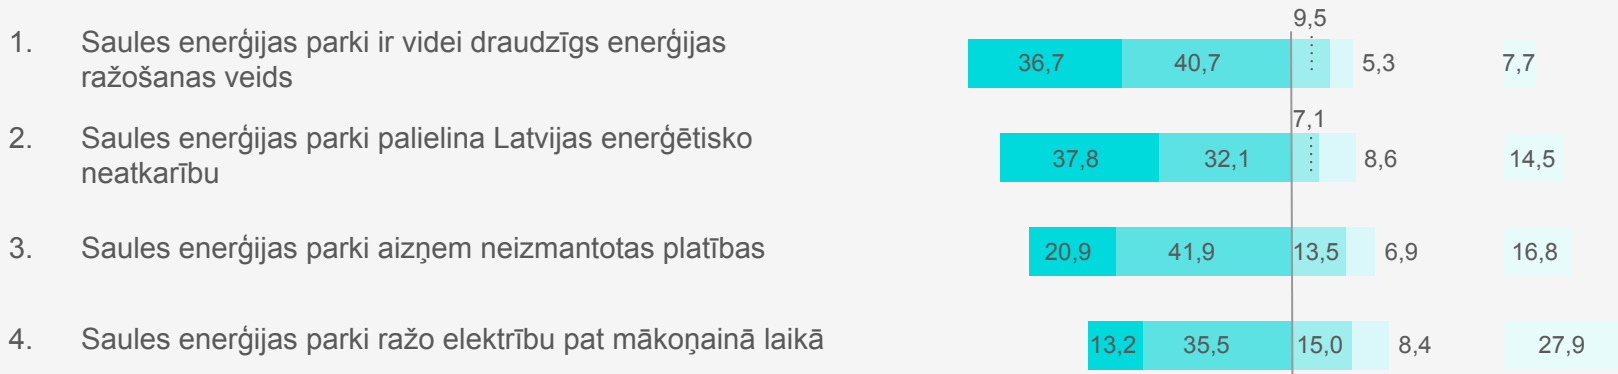 9,5
1. Saules enerģijas parki ir videi draudzīgs enerģijas
ražošanas veids
36,7 40,7 5,3 7,7
7,1
2. Saules enerģijas parki palielina Latvijas enerģētisko
neatkarību
37,8 32,1 8,6 14,5
3. Saules enerģijas parki aizņem neizmantotas platības
20,9 41,9 13,5 6,9 16,8
4. Saules enerģijas parki ražo elektrību pat mākoņainā laikā
13,2 35,5 15,0 8,4 27,9